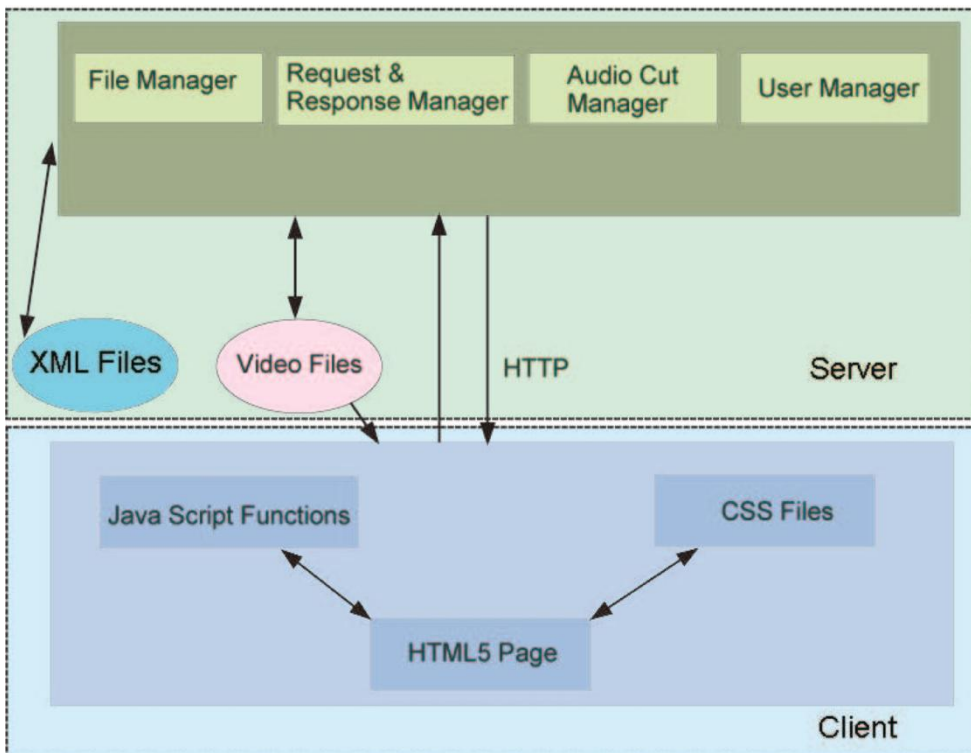 File Manager
Request &
Response Manager
Audio Cut
Manager
User Manager
XML Files
Video Files
HTTP
Server
Java Script Functions
CSS Files
HTML5 Page
Client